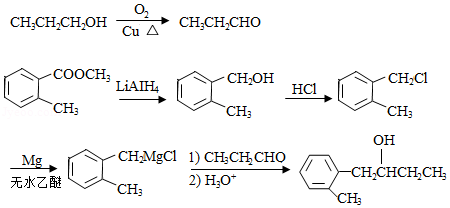 CH₃CH₂CH₂OH O₂ Cu △ CH₃CH₂CHO
COOCH₃ CH₃ LiAlH₄ CH₂OH CH₃ HCl CH₂Cl CH₃
Mg 无水乙醚 CH₂MgCl CH₃ 1) CH₃CH₂CHO 2) H₃O⁺ OH CH₂CHCH₂CH₃ CH₃